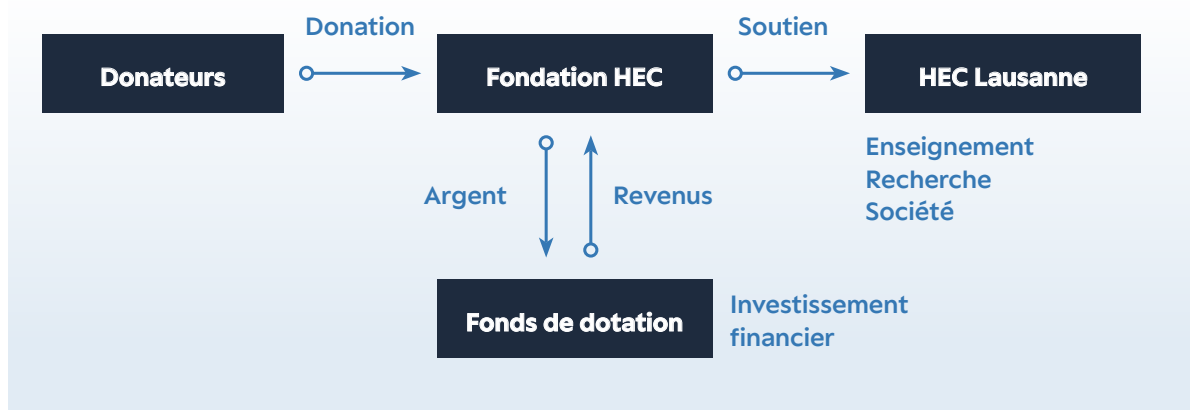 Donation
Soutien
Donateurs
Fondation HEC
HEC Lausanne
Enseignement
Recherche
Société
Argent
Revenus
Fonds de dotation
Investissement
financier